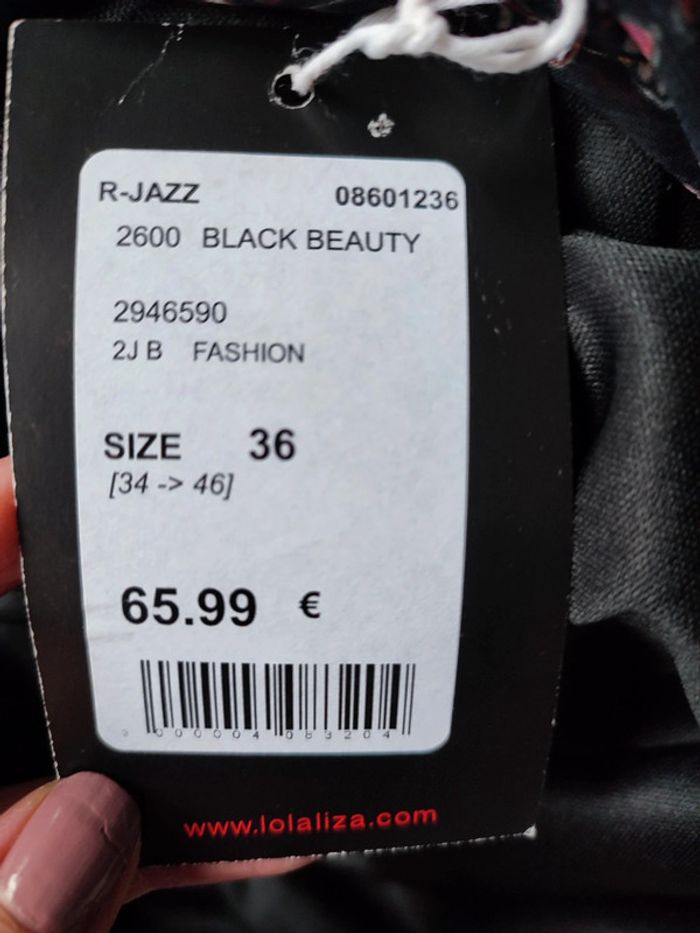 R-JAZZ 08601236
2600 BLACK BEAUTY
2946590
2J B FASHION
SIZE 36
[34 -> 46]
65.99 €
www.lolaliza.com